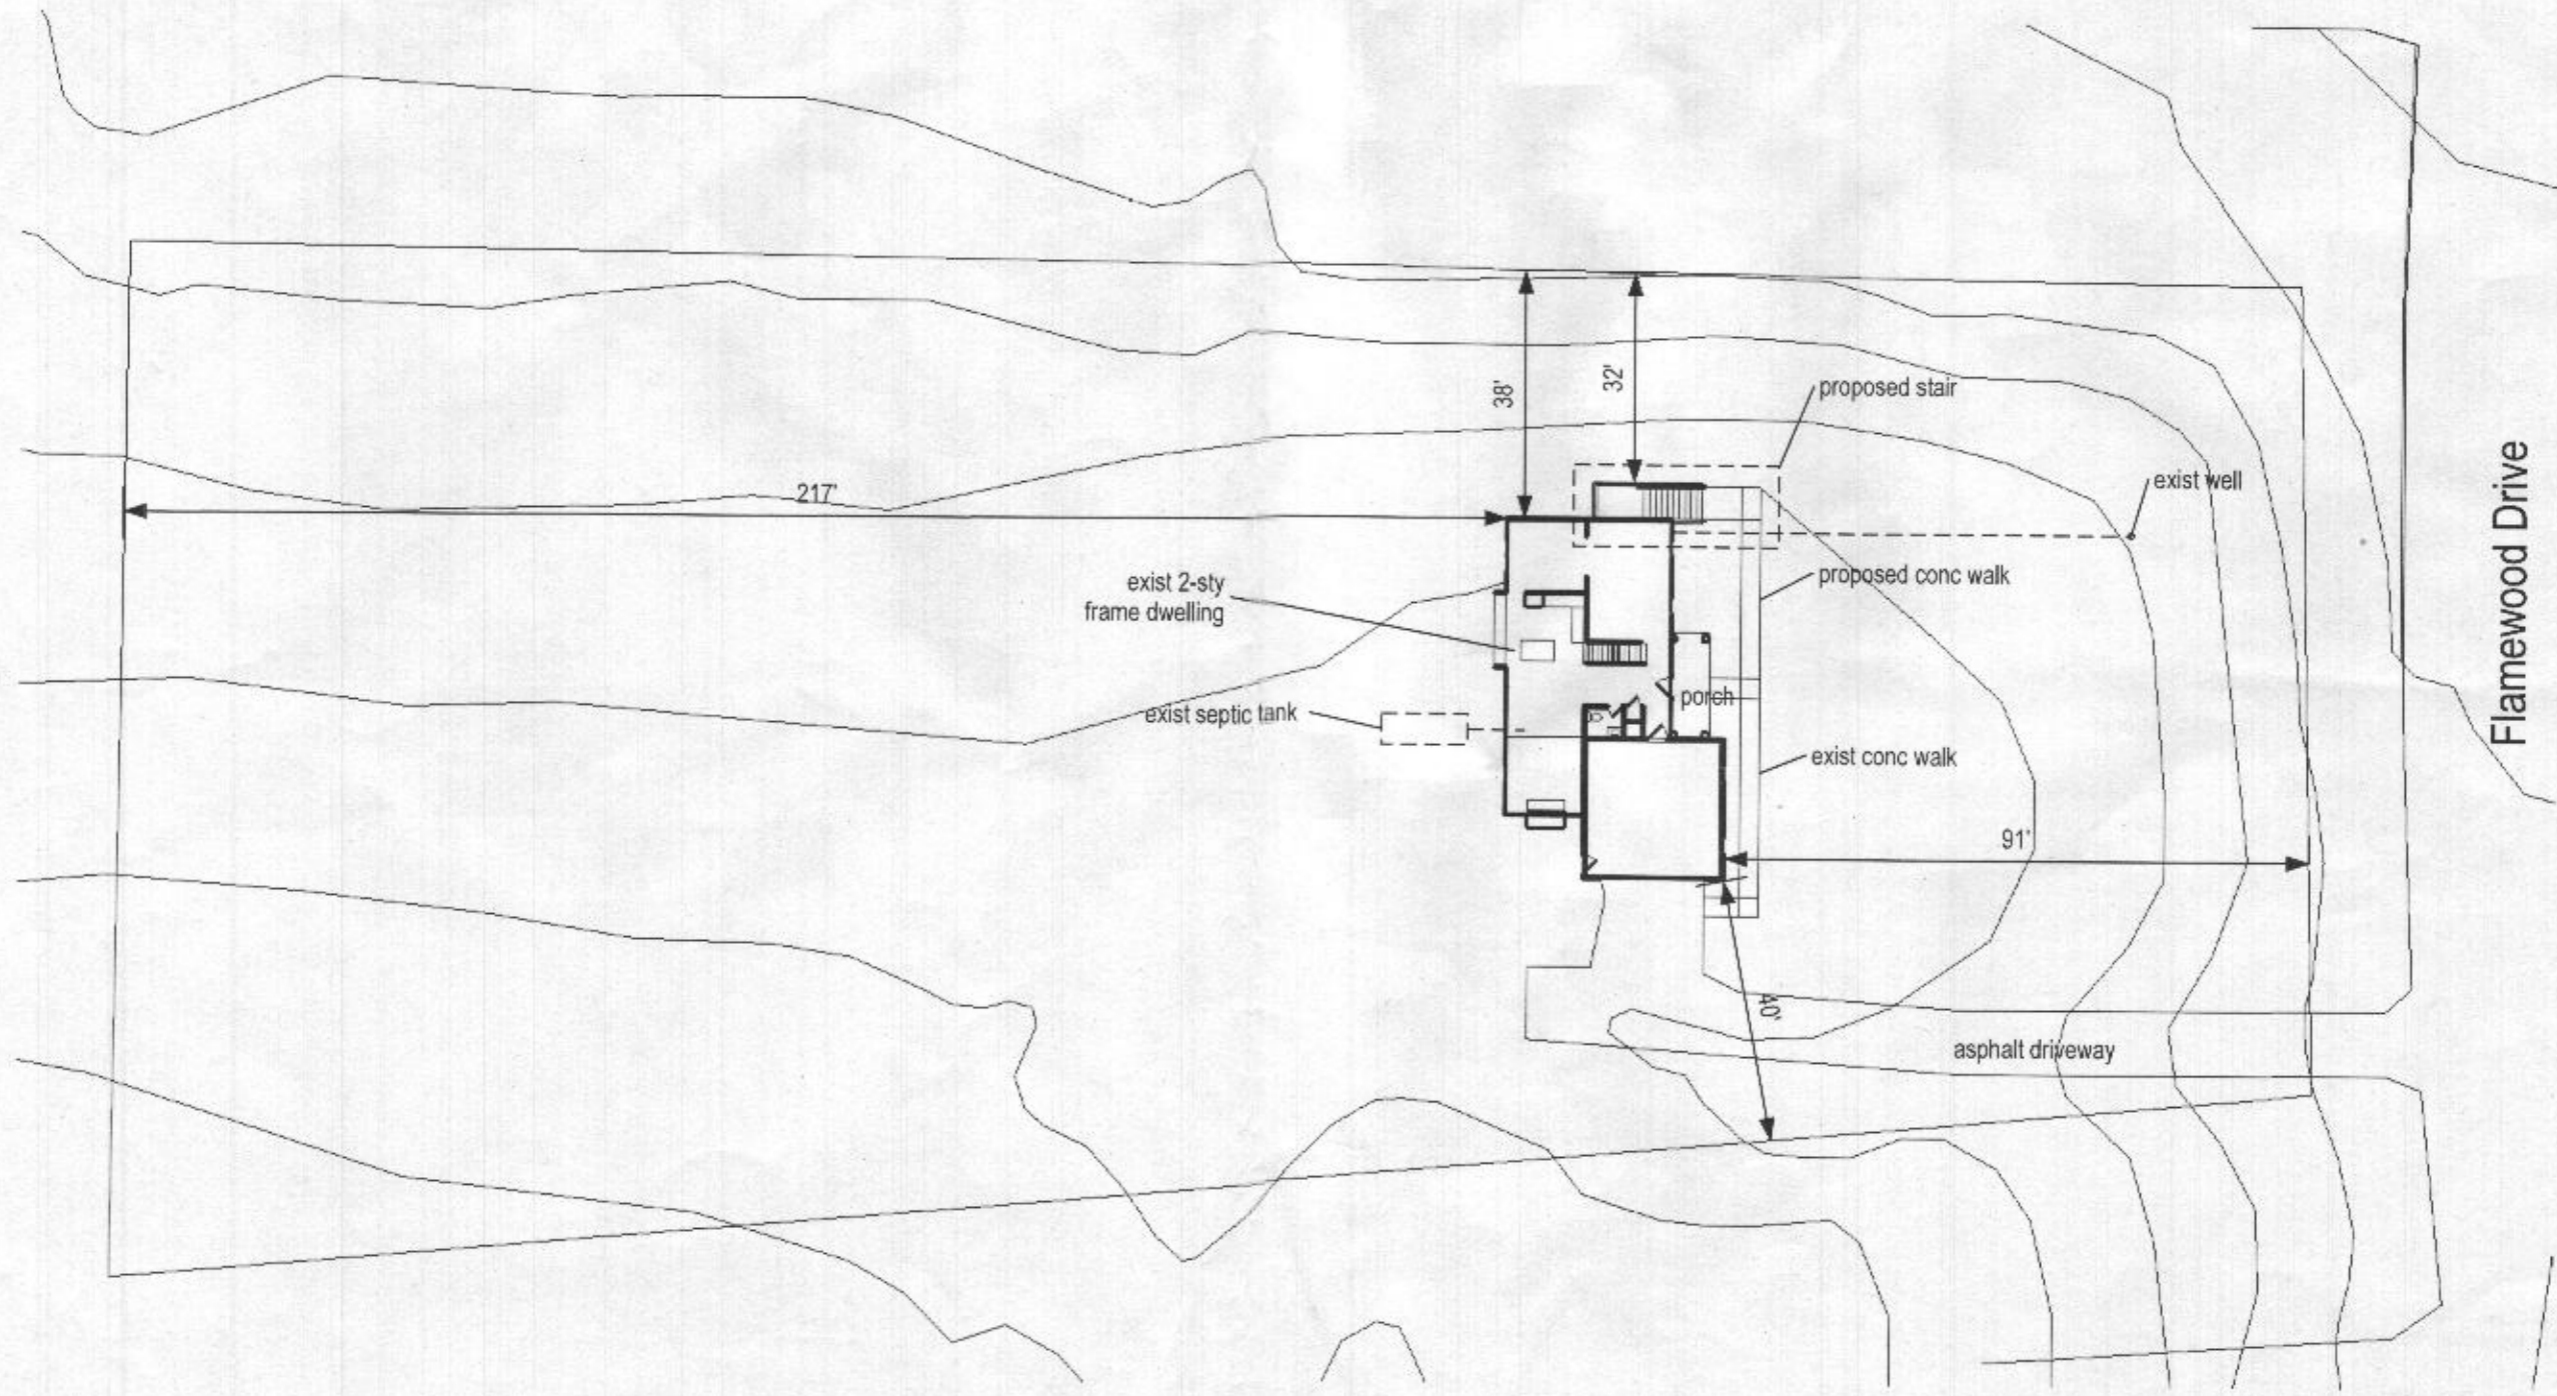 38'
32'
proposed stair
217'
exist well
Flamewood Drive
exist 2-sty
frame dwelling
proposed conc walk
porch
exist septic tank
exist conc walk
91'
40'
asphalt driveway